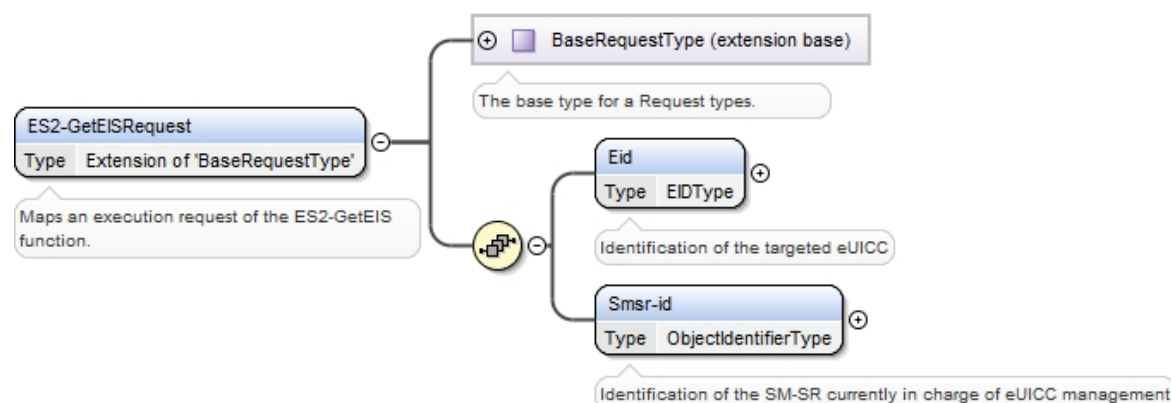 BaseRequestType (extension base)
The base type for a Request types.
ES2-GetEISRequest
Type Extension of 'BaseRequestType'
Maps an execution request of the ES2-GetEIS
function.
Eid
Type EIDType
Identification of the targeted eUICC
Smsr-id
Type ObjectIdentifierType
Identification of the SM-SR currently in charge of eUICC management